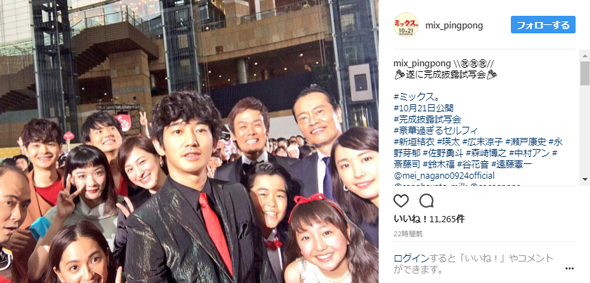 ミックス。
10.21
mix_pingpong
フォローする
mix_pingpong \\㊗㊗㊗//
遂に完成披露試写会
#ミックス。
#10月21日公開
#完成披露試写会
#豪華過ぎるセルフィ
#新垣結衣 #瑛太 #広末涼子 #瀬戸康史 #永
野芽郁 #佐野勇斗 #森崎博之 #中村アン #
斎藤司 #鈴木福 #谷花音 #遠藤憲一
@mei_nagano0924official
いいね！11,265件
22時間前
ログインすると「いいね！」やコメント
ができます。